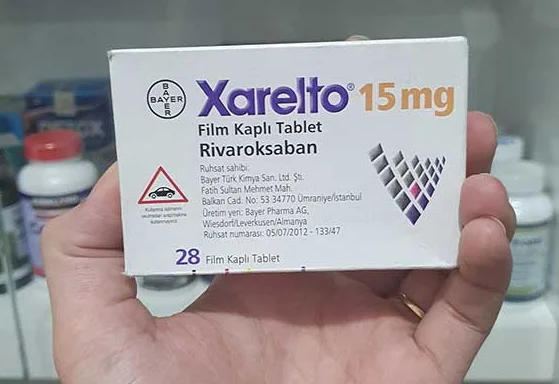 BAYER
BAYER
Xarelto® 15 mg
Film Kaplı Tablet
Rivaroksaban
Ruhsat sahibi:
Bayer Türk Kimya San. Ltd. Şti.
Fatih Sultan Mehmet Mah.
Balkan Cad. No: 53 34770 Ümraniye/İstanbul
Üretim yeri: Bayer Pharma AG,
Wiesdorf/Leverkusen/Almanya
Ruhsat numarası: 05/07/2012 - 133/47
28 Film Kaplı Tablet